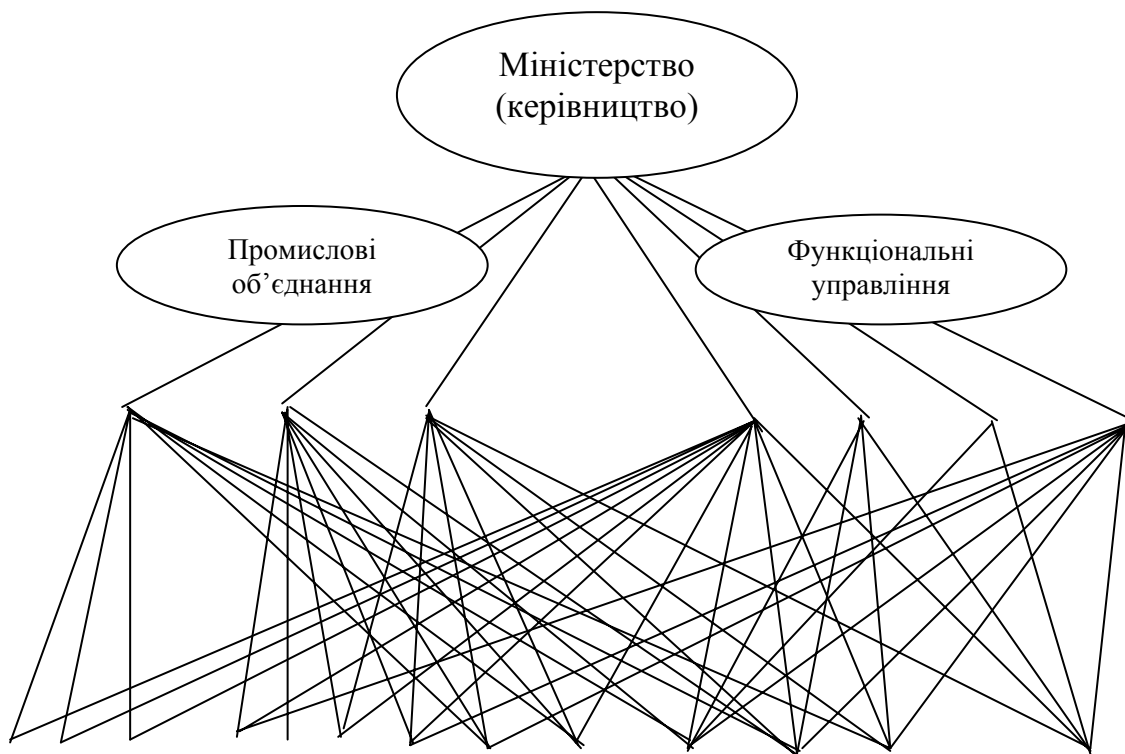 Міністерство
(керівництво)
Промислові
об’єднання
Функціональні
управління